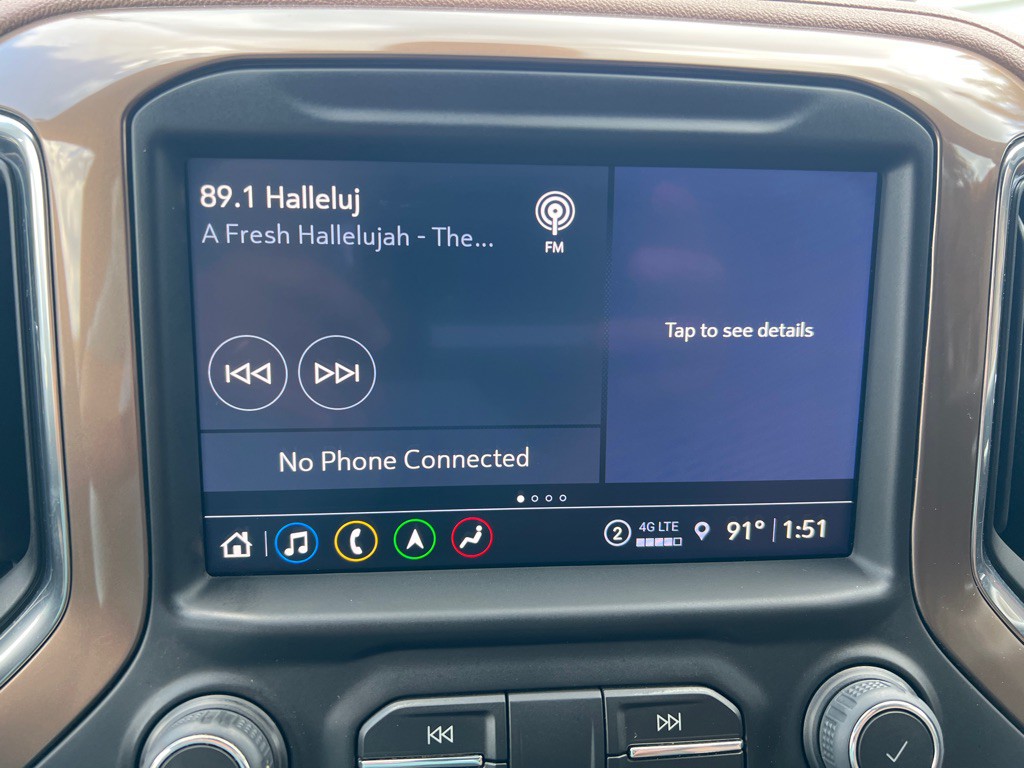 89.1 Halleluj
A Fresh Hallelujah - The...
FM
Tap to see details
No Phone Connected
2 4G LTE 91° 1:51